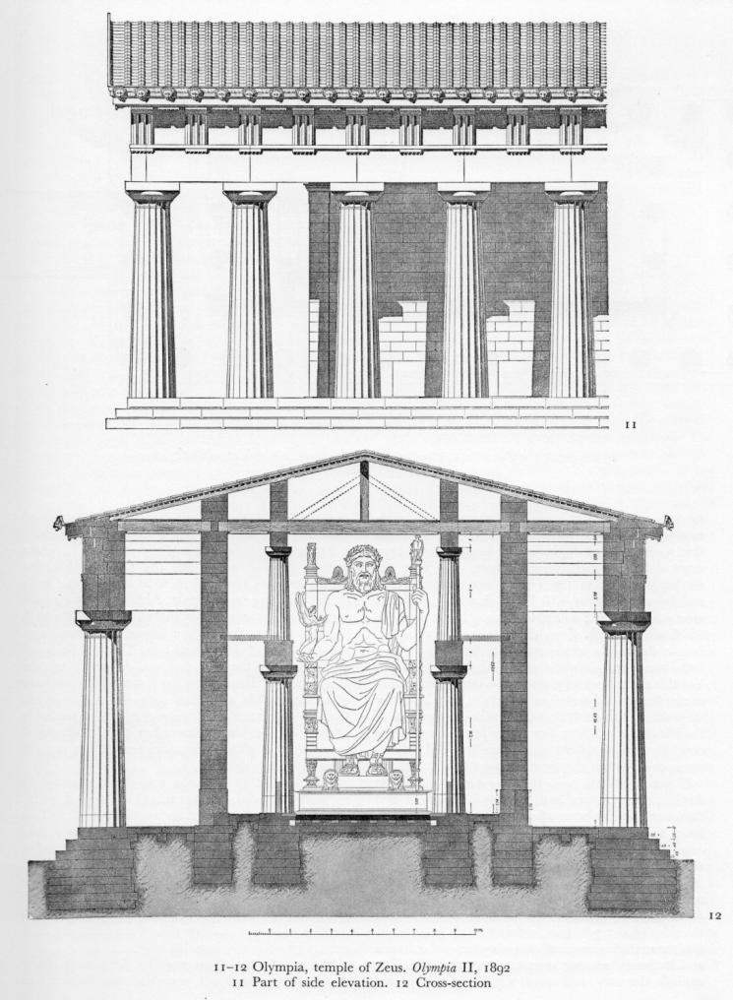 11
12
11–12 Olympia, temple of Zeus. Olympia II, 1892
11 Part of side elevation. 12 Cross-section